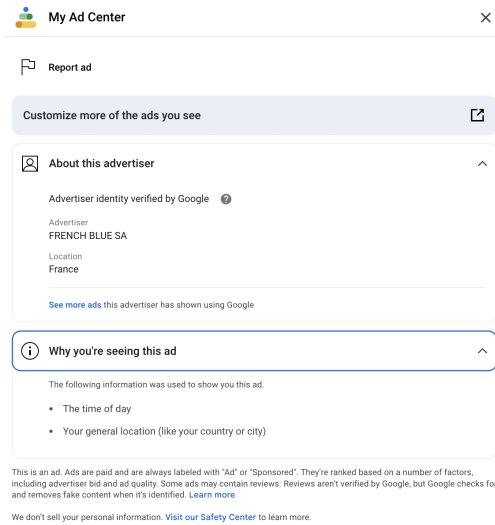 My Ad Center
Report ad
Customize more of the ads you see
About this advertiser
Advertiser identity verified by Google
Advertiser
FRENCH BLUE SA
Location
France
See more ads this advertiser has shown using Google
Why you're seeing this ad
The following information was used to show you this ad.
• The time of day
• Your general location (like your country or city)
This is an ad. Ads are paid and are always labeled with "Ad" or "Sponsored". They're ranked based on a number of factors,
including advertiser bid and ad quality. Some ads may contain reviews. Reviews aren't verified by Google, but Google checks for
and removes fake content when it's identified. Learn more
We don't sell your personal information. Visit our Safety Center to learn more.